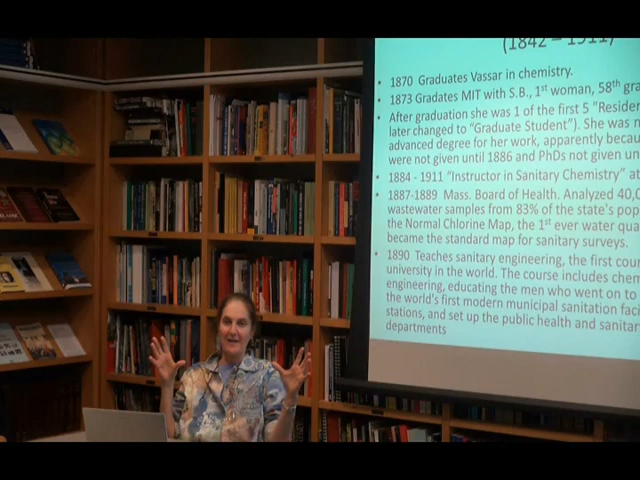 (1842 – 1911)
• 1870 Graduates Vassar in chemistry.
• 1873 Gradates MIT with S.B., 1st woman, 58th gra
• After graduation she was 1 of the first 5 "Residen
later changed to "Graduate Student"). She was n
advanced degree for her work, apparently becau
were not given until 1886 and PhDs not given un
• 1884 - 1911 "Instructor in Sanitary Chemistry" at
• 1887-1889 Mass. Board of Health. Analyzed 40,0
wastewater samples from 83% of the state's pop
the Normal Chlorine Map, the 1st ever water qua
became the standard map for sanitary surveys.
• 1890 Teaches sanitary engineering, the first cour
university in the world. The course includes chem
engineering, educating the men who went on to
the world's first modern municipal sanitation faci
stations, and set up the public health and sanitar
departments